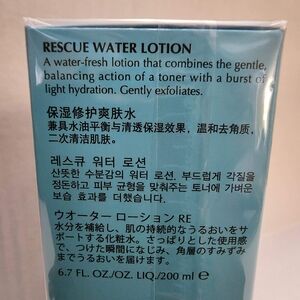 RESCUE WATER LOTION
A water-fresh lotion that combines the gentle,
balancing action of a toner with a burst of
light hydration. Gently exfoliates.
保湿修护爽肤水
兼具水油平衡与清透保湿效果，温和去角质，
二次清洁肌肤。
레스큐 워터 로션
산뜻한 수분감의 워터 로션, 부드럽게 각질을
정돈하고 피부 균형을 맞춰주는 토너에 가벼운
보습 효과를 더했습니다.
ウオーター ローション RE
水分を補給し、肌の持続的なうるおいをサ
ポートする化粧水。さっぱりとした使用感
で、つけた瞬間になじみ、角層のすみずみ
までうるおいを届けます。
6.7 FL. OZ./OZ. LIQ./200 ml ℮